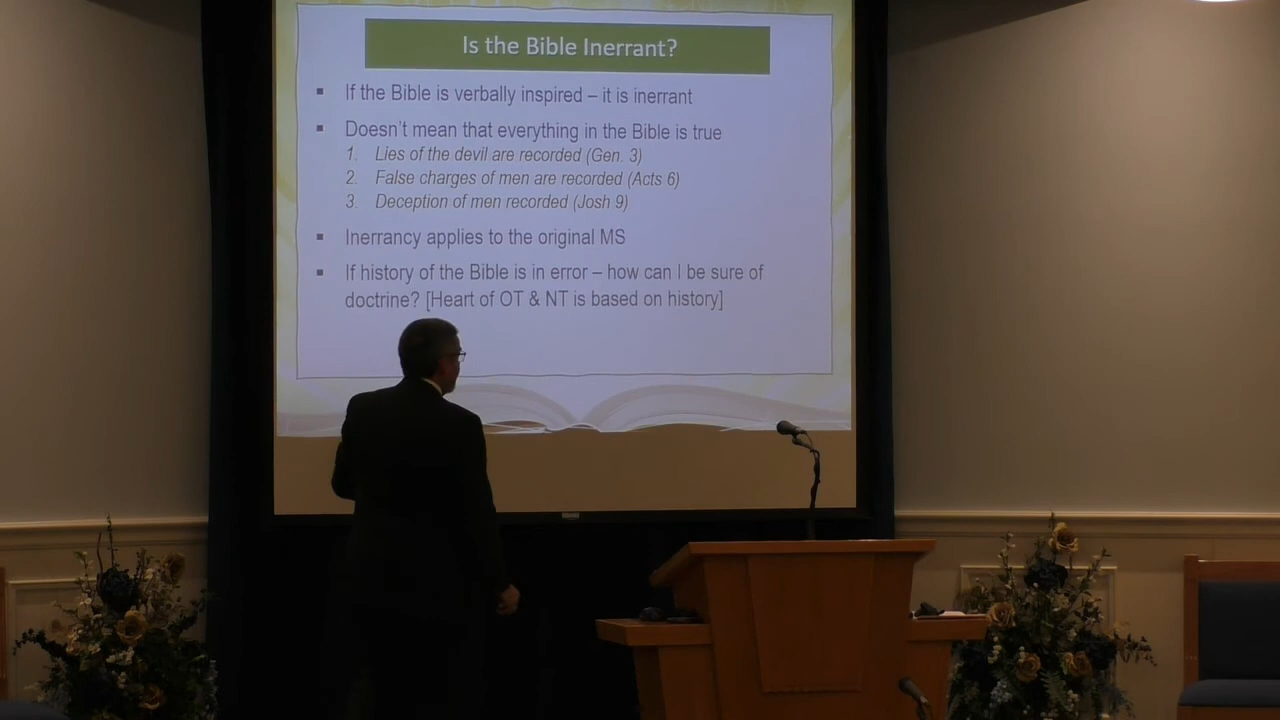 Is the Bible Inerrant?
▪ If the Bible is verbally inspired – it is inerrant
▪ Doesn't mean that everything in the Bible is true
1. Lies of the devil are recorded (Gen. 3)
2. False charges of men are recorded (Acts 6)
3. Deception of men recorded (Josh 9)
▪ Inerrancy applies to the original MS
▪ If history of the Bible is in error – how can I be sure of
doctrine? [Heart of OT & NT is based on history]